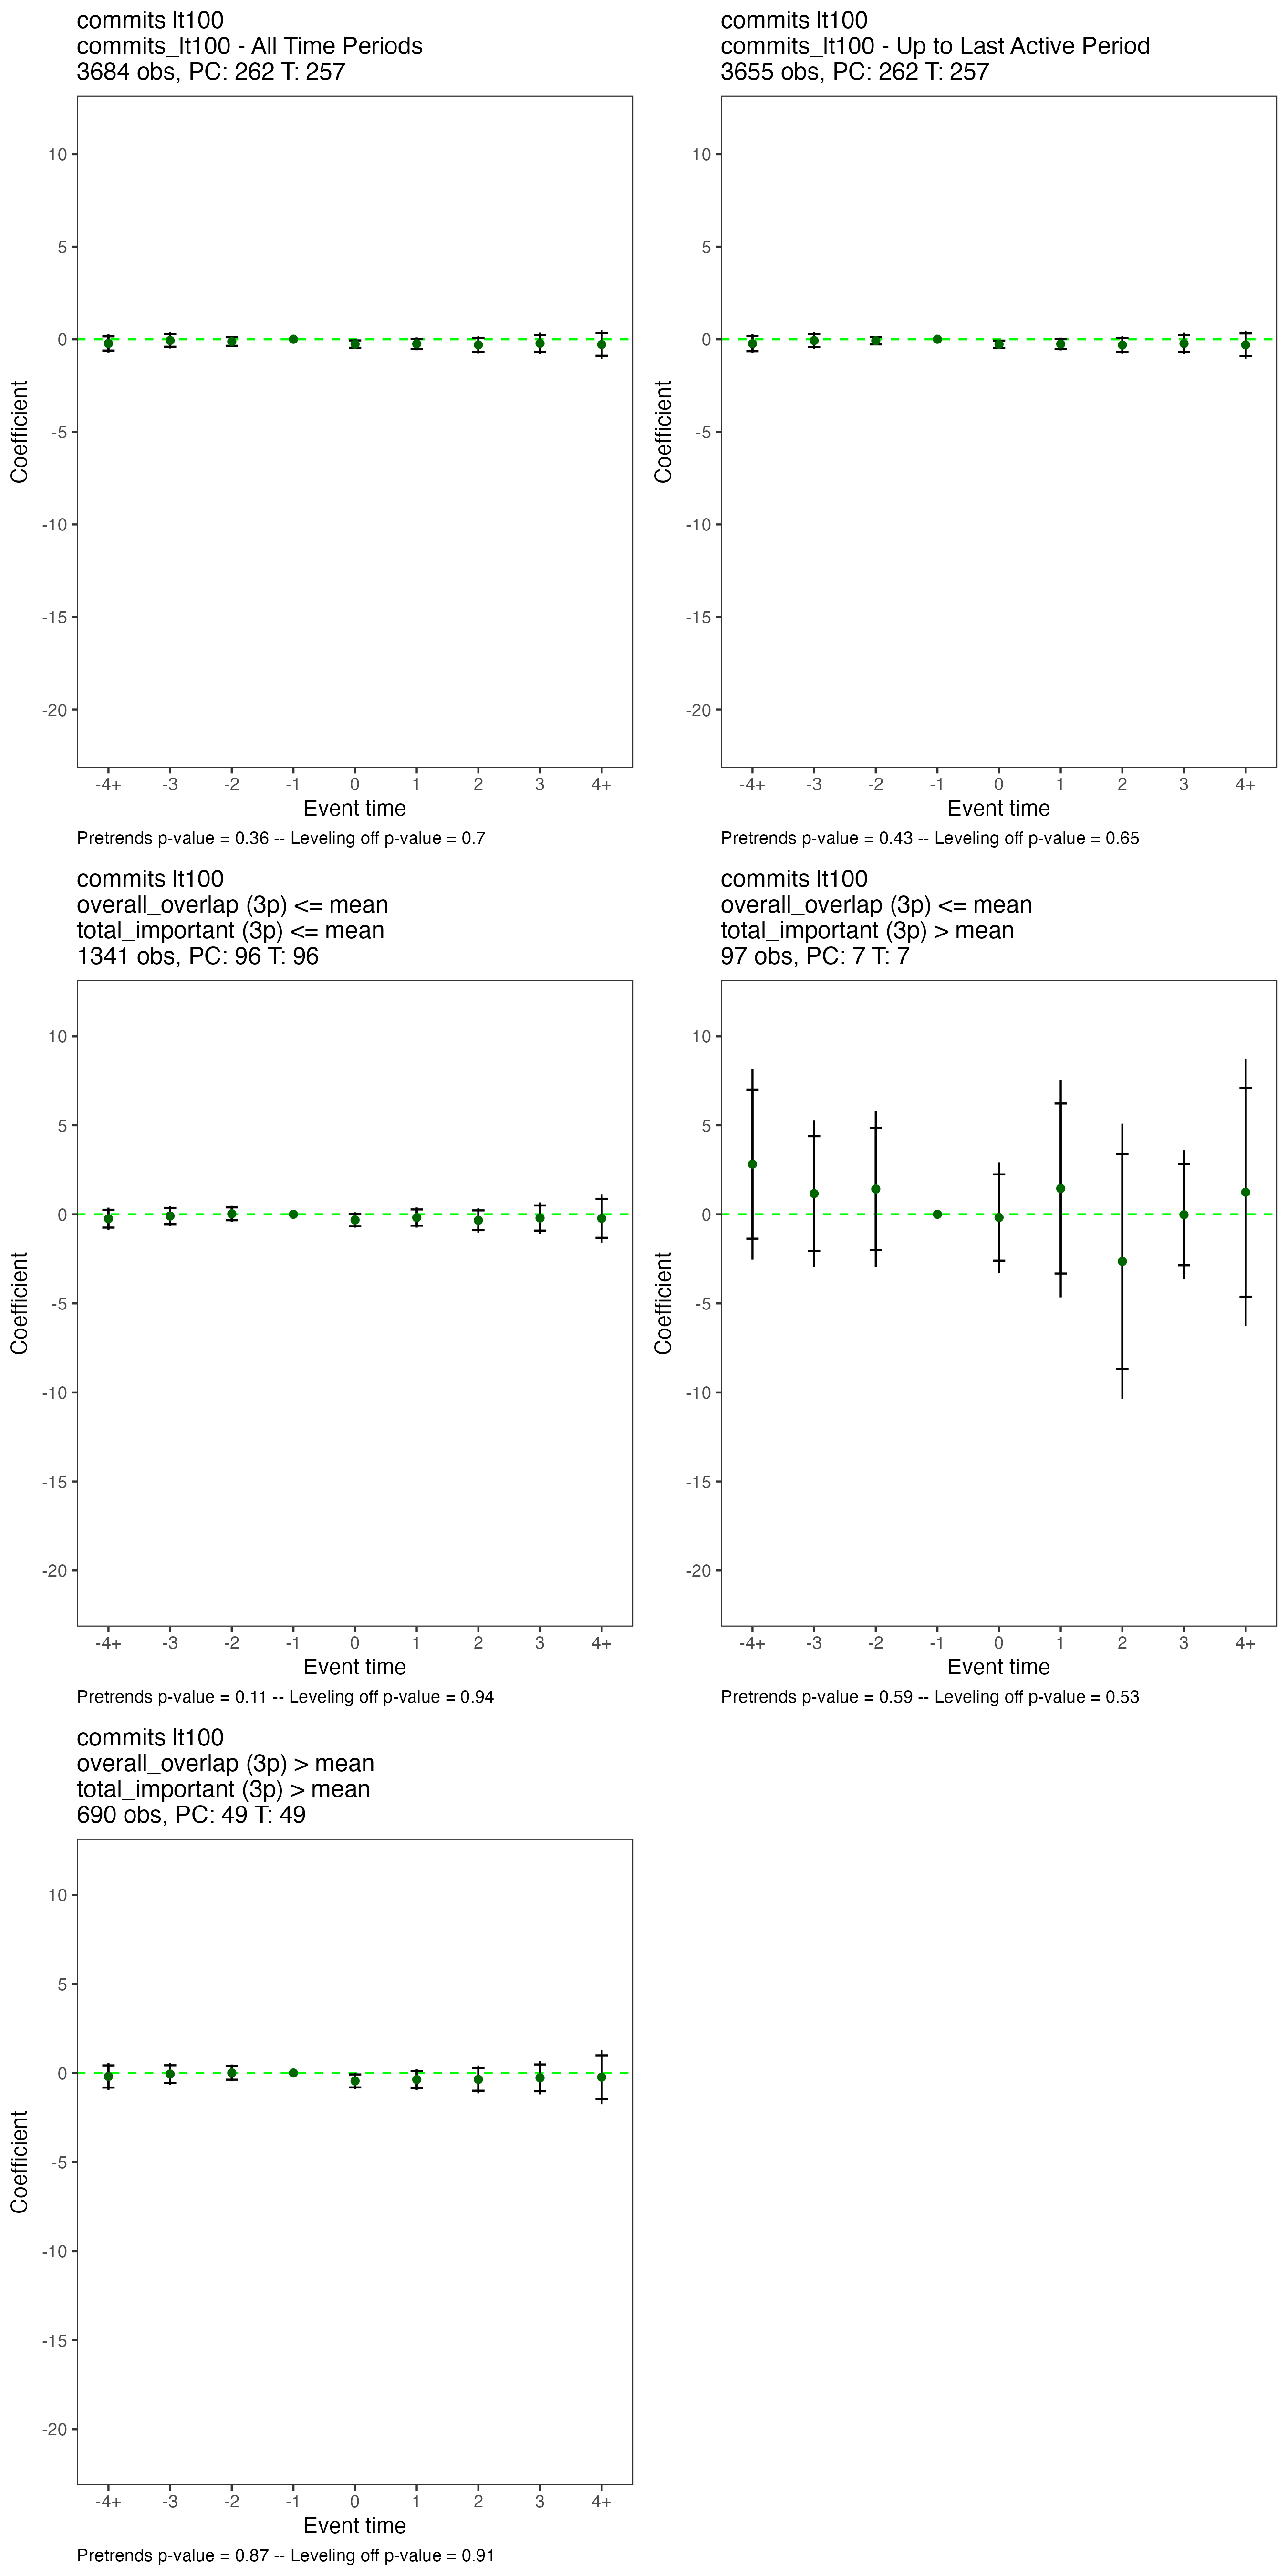 commits lt100
commits_lt100 - All Time Periods
3684 obs, PC: 262 T: 257
10
5
0
-5
-10
-15
-20
Coefficient
-4+ -3 -2 -1 0 1 2 3 4+
Event time
Pretrends p-value = 0.36 -- Leveling off p-value = 0.7
commits lt100
commits_lt100 - Up to Last Active Period
3655 obs, PC: 262 T: 257
10
5
0
-5
-10
-15
-20
Coefficient
-4+ -3 -2 -1 0 1 2 3 4+
Event time
Pretrends p-value = 0.43 -- Leveling off p-value = 0.65
commits lt100
overall_overlap (3p) <= mean
total_important (3p) <= mean
1341 obs, PC: 96 T: 96
10
5
0
-5
-10
-15
-20
Coefficient
-4+ -3 -2 -1 0 1 2 3 4+
Event time
Pretrends p-value = 0.11 -- Leveling off p-value = 0.94
commits lt100
overall_overlap (3p) <= mean
total_important (3p) > mean
97 obs, PC: 7 T: 7
10
5
0
-5
-10
-15
-20
Coefficient
-4+ -3 -2 -1 0 1 2 3 4+
Event time
Pretrends p-value = 0.59 -- Leveling off p-value = 0.53
commits lt100
overall_overlap (3p) > mean
total_important (3p) > mean
690 obs, PC: 49 T: 49
10
5
0
-5
-10
-15
-20
Coefficient
-4+ -3 -2 -1 0 1 2 3 4+
Event time
Pretrends p-value = 0.87 -- Leveling off p-value = 0.91